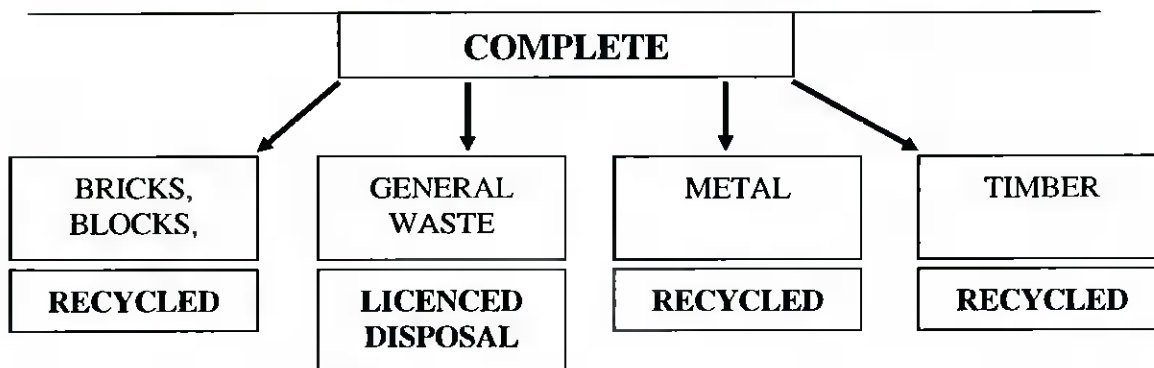 COMPLETE
BRICKS,
BLOCKS,
GENERAL
WASTE
METAL
TIMBER
RECYCLED
LICENCED
DISPOSAL
RECYCLED
RECYCLED